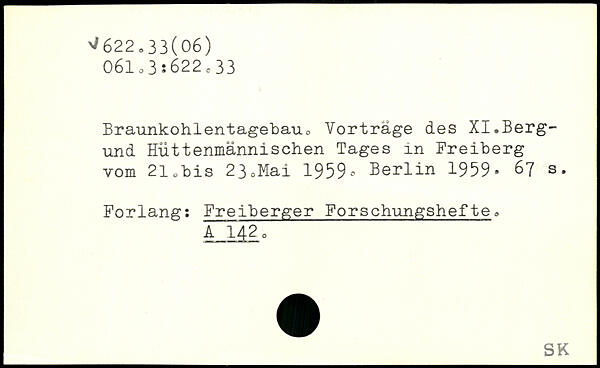 √622.33(06)
061.3:622.33
Braunkohlentagebau. Vorträge des XI.Berg-
und Hüttenmännischen Tages in Freiberg
vom 21.bis 23.Mai 1959. Berlin 1959. 67 s.
Forlang: Freiberger Forschungshefte.
A 142.
SK